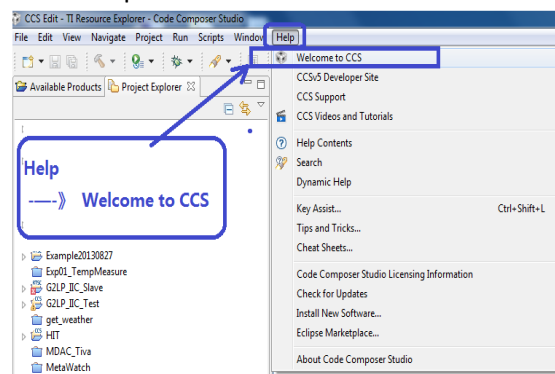 CCS Edit - TI Resource Explorer - Code Composer Studio
File Edit View Navigate Project Run Scripts Window Help
Available Products Project Explorer
Welcome to CCS
CCSv5 Developer Site
CCS Support
CCS Videos and Tutorials
Help Contents
Search
Dynamic Help
Key Assist... Ctrl+Shift+L
Tips and Tricks...
Cheat Sheets...
Code Composer Studio Licensing Information
Check for Updates
Install New Software...
Eclipse Marketplace...
About Code Composer Studio
Help
----》 Welcome to CCS
Example20130827
Exp01_TempMeasure
G2LP_IIC_Slave
G2LP_IIC_Test
get_weather
HIT
MDAC_Tiva
MetaWatch